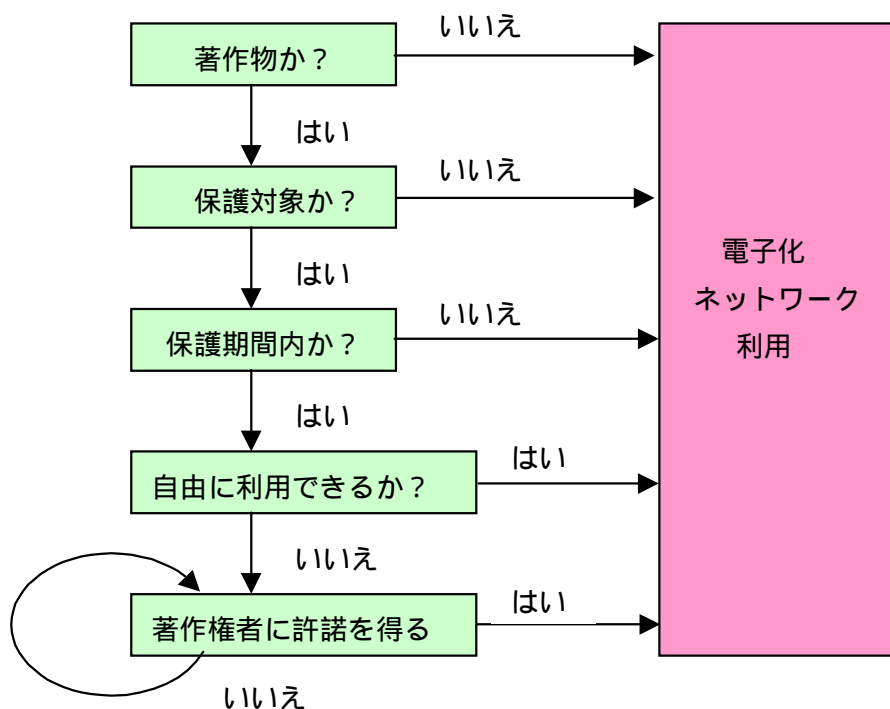 いいえ
著作物か？
はい
いいえ
保護対象か？
はい
いいえ
保護期間内か？
はい
はい
自由に利用できるか？
いいえ
はい
著作権者に許諾を得る
いいえ
電子化
ネットワーク
利用